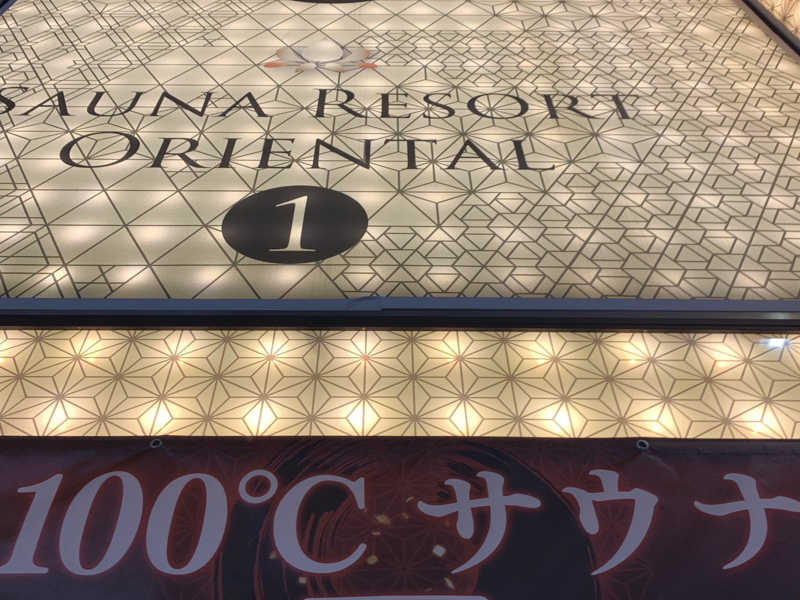 SAUNA RESORT
ORIENTAL
1
100℃ サウナ